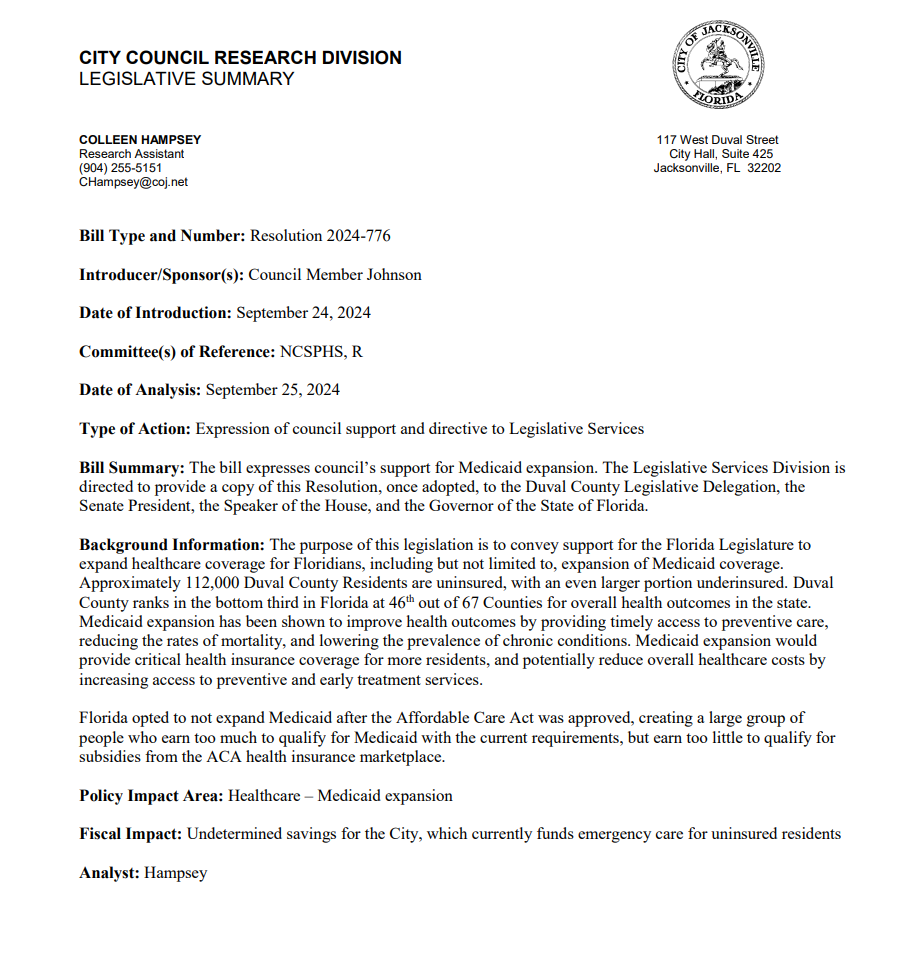 CITY COUNCIL RESEARCH DIVISION
LEGISLATIVE SUMMARY
CITY OF JACKSONVILLE
FLORIDA
COLLEEN HAMPSEY
Research Assistant
(904) 255-5151
CHampsey@coj.net
117 West Duval Street
City Hall, Suite 425
Jacksonville, FL 32202
Bill Type and Number: Resolution 2024-776
Introducer/Sponsor(s): Council Member Johnson
Date of Introduction: September 24, 2024
Committee(s) of Reference: NCSPHS, R
Date of Analysis: September 25, 2024
Type of Action: Expression of council support and directive to Legislative Services
Bill Summary: The bill expresses council’s support for Medicaid expansion. The Legislative Services Division is
directed to provide a copy of this Resolution, once adopted, to the Duval County Legislative Delegation, the
Senate President, the Speaker of the House, and the Governor of the State of Florida.
Background Information: The purpose of this legislation is to convey support for the Florida Legislature to
expand healthcare coverage for Floridians, including but not limited to, expansion of Medicaid coverage.
Approximately 112,000 Duval County Residents are uninsured, with an even larger portion underinsured. Duval
County ranks in the bottom third in Florida at 46th out of 67 Counties for overall health outcomes in the state.
Medicaid expansion has been shown to improve health outcomes by providing timely access to preventive care,
reducing the rates of mortality, and lowering the prevalence of chronic conditions. Medicaid expansion would
provide critical health insurance coverage for more residents, and potentially reduce overall healthcare costs by
increasing access to preventive and early treatment services.
Florida opted to not expand Medicaid after the Affordable Care Act was approved, creating a large group of
people who earn too much to qualify for Medicaid with the current requirements, but earn too little to qualify for
subsidies from the ACA health insurance marketplace.
Policy Impact Area: Healthcare – Medicaid expansion
Fiscal Impact: Undetermined savings for the City, which currently funds emergency care for uninsured residents
Analyst: Hampsey